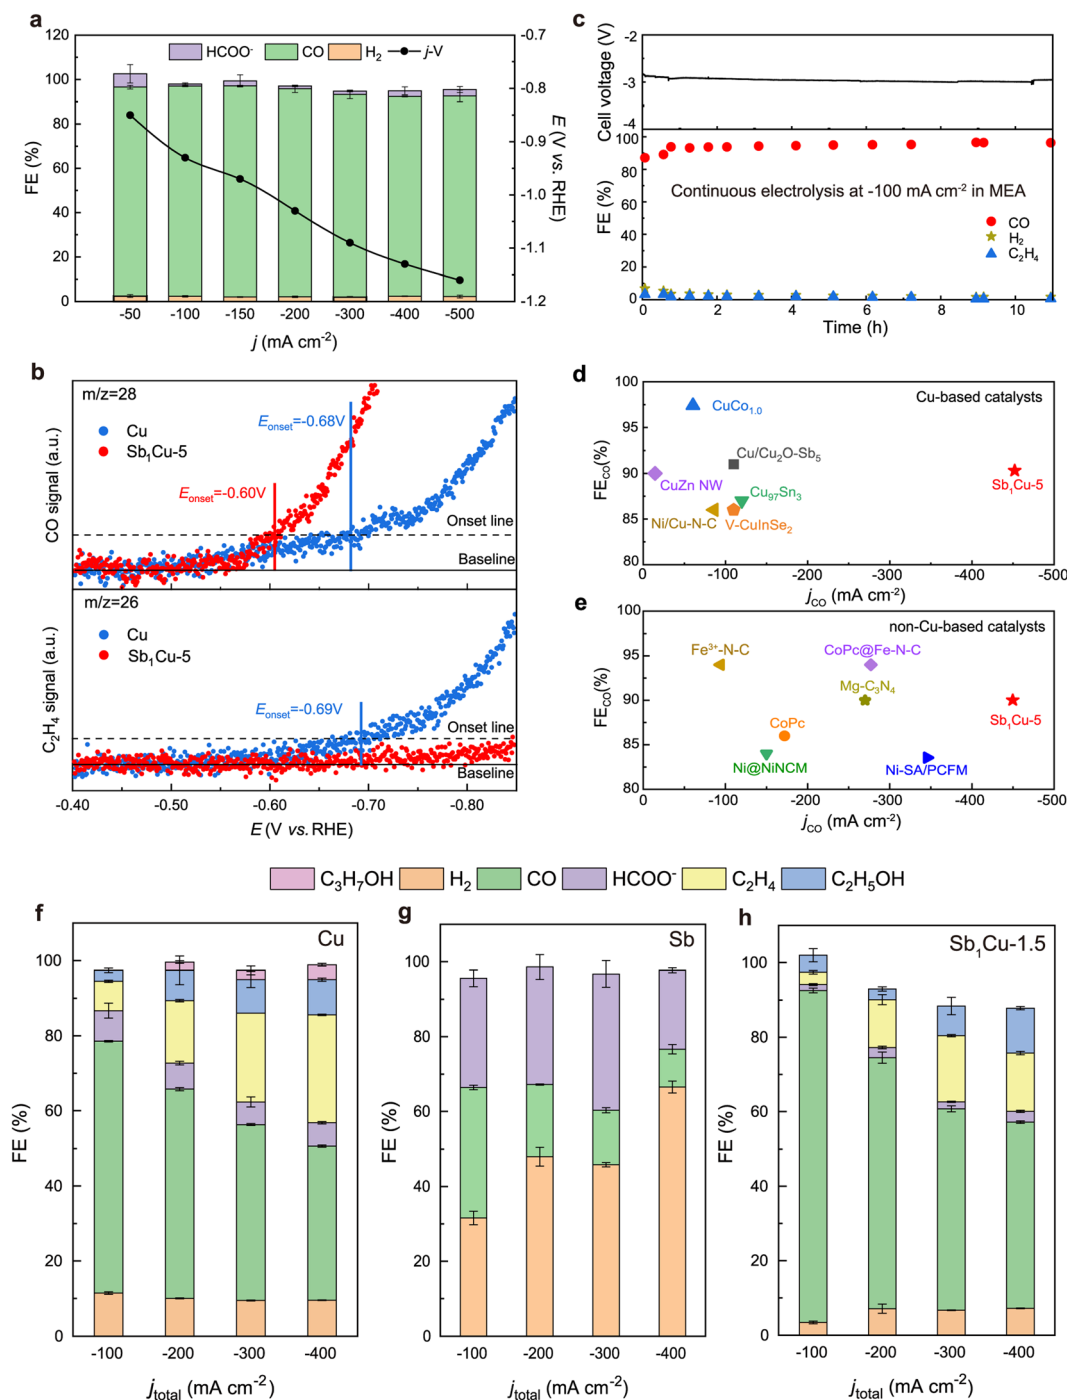 a
120
100
80
60
40
20
0
FE (%)
HCOO⁻ CO H₂ j-V
-0.7
-0.8
-0.9
-1.0
-1.1
-1.2
E (V vs. RHE)
-50 -100 -150 -200 -300 -400 -500
j (mA cm⁻²)
c
-2
-3
-4
Cell voltage (V)
100
80
60
40
20
0
FE (%)
Continuous electrolysis at -100 mA cm⁻² in MEA
CO
H₂
C₂H₄
0 2 4 6 8 10
Time (h)
b
m/z=28
Cu
Sb₁Cu-5
Eonset=-0.68V
Eonset=-0.60V
Onset line
Baseline
CO signal (a.u.)
m/z=26
Cu
Sb₁Cu-5
Eonset=-0.69V
Onset line
Baseline
C₂H₄ signal (a.u.)
-0.40 -0.50 -0.60 -0.70 -0.80
E (V vs. RHE)
d
100
95
90
85
80
FECO(%)
Cu-based catalysts
CuCo₁.₀
Cu/Cu₂O-Sb₅
CuZn NW
Cu₉₇Sn₃
Sb₁Cu-5
Ni/Cu-N-C
V-CuInSe₂
0 -100 -200 -300 -400 -500
jCO (mA cm⁻²)
e
100
95
90
85
80
FECO(%)
non-Cu-based catalysts
Fe³⁺-N-C
CoPc@Fe-N-C
Mg-C₃N₄
CoPc
Sb₁Cu-5
Ni@NiNCM
Ni-SA/PCFM
0 -100 -200 -300 -400 -500
jCO (mA cm⁻²)
C₃H₇OH H₂ CO HCOO⁻ C₂H₄ C₂H₅OH
f
Cu
100
80
60
40
20
0
FE (%)
-100 -200 -300 -400
jtotal (mA cm⁻²)
g
Sb
100
80
60
40
20
0
FE (%)
-100 -200 -300 -400
jtotal (mA cm⁻²)
h
Sb₁Cu-1.5
100
80
60
40
20
0
FE (%)
-100 -200 -300 -400
jtotal (mA cm⁻²)